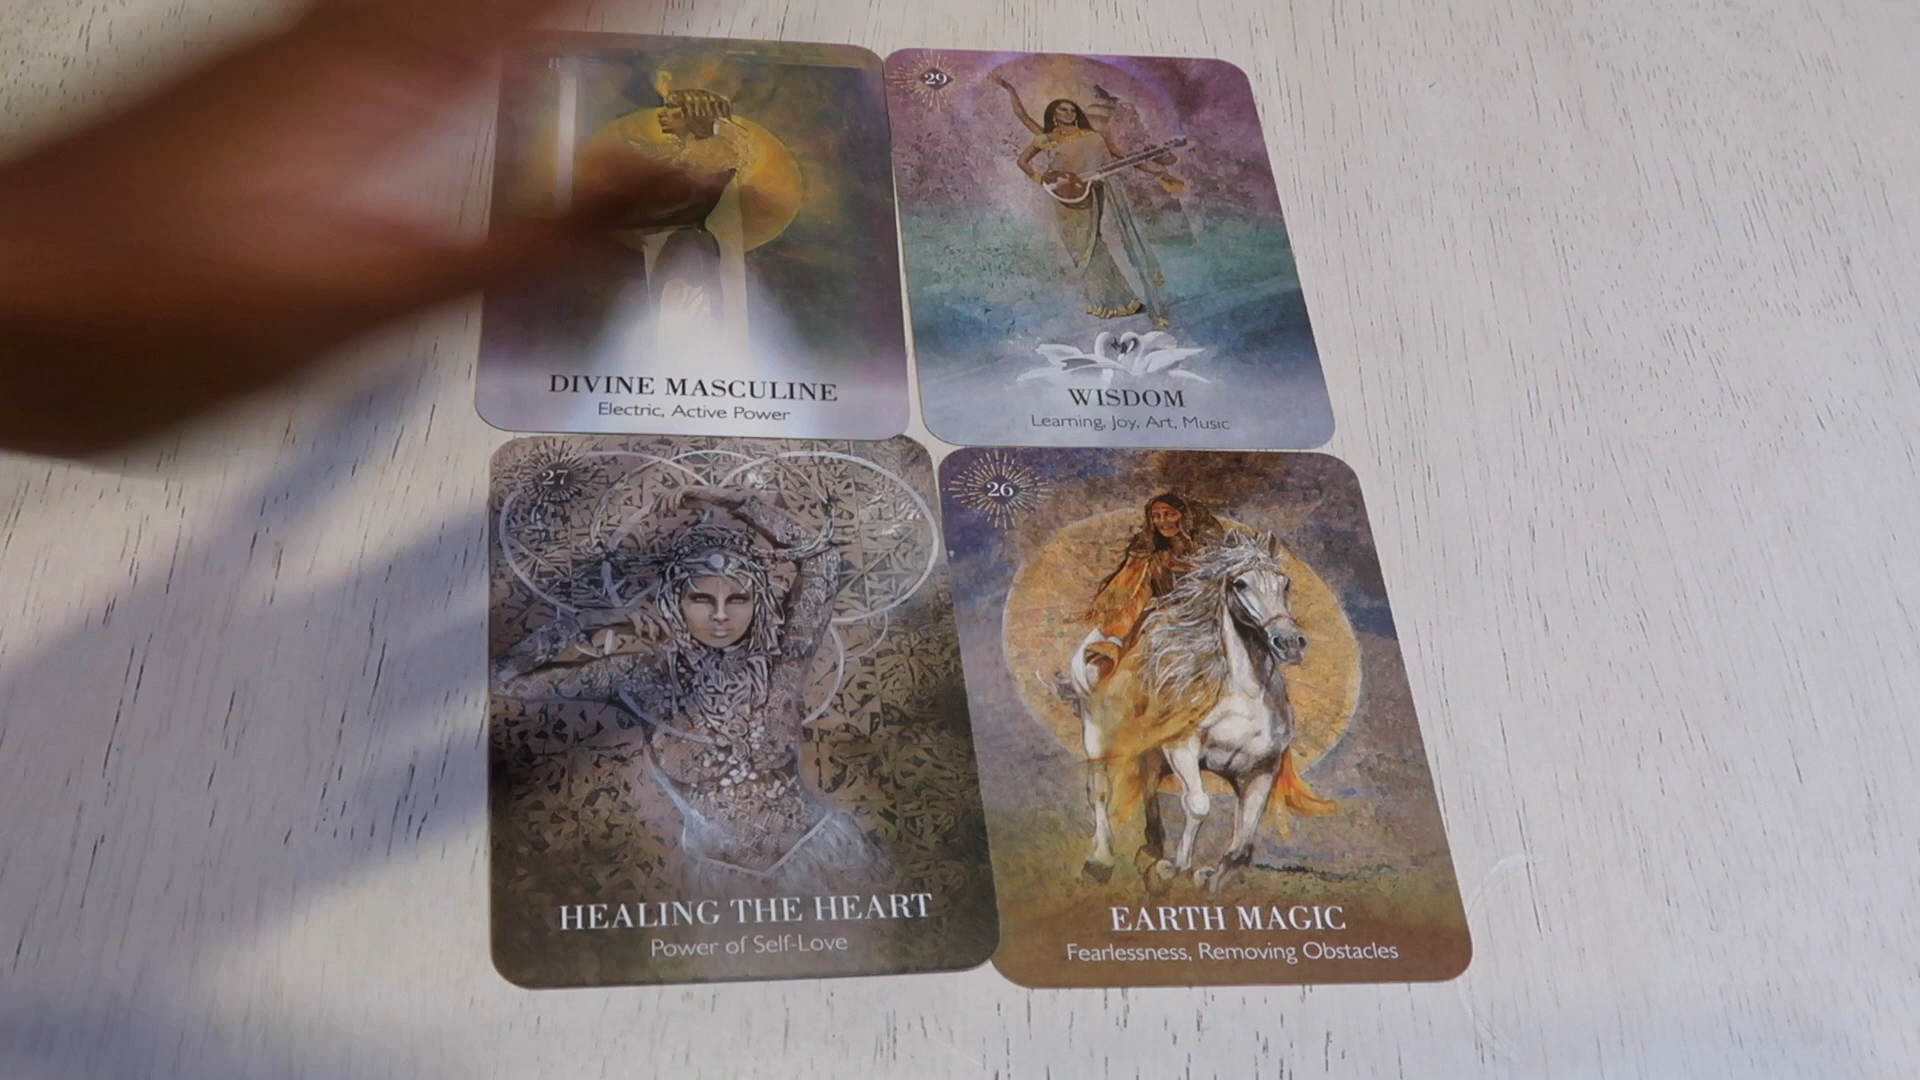 8
DIVINE MASCULINE
Electric, Active Power
29
WISDOM
Learning, Joy, Art, Music
27
HEALING THE HEART
Power of Self-Love
26
EARTH MAGIC
Fearlessness, Removing Obstacles